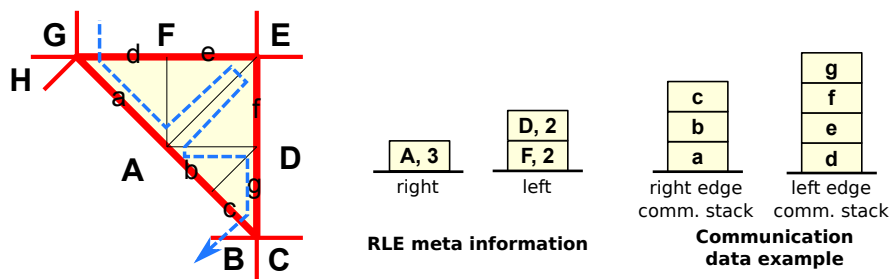 G
F
E
d
e
H
a
f
A
b
D
g
c
B
C
A, 3
right
D, 2
F, 2
left
RLE meta information
c
b
a
right edge
comm. stack
g
f
e
d
left edge
comm. stack
Communication
data example